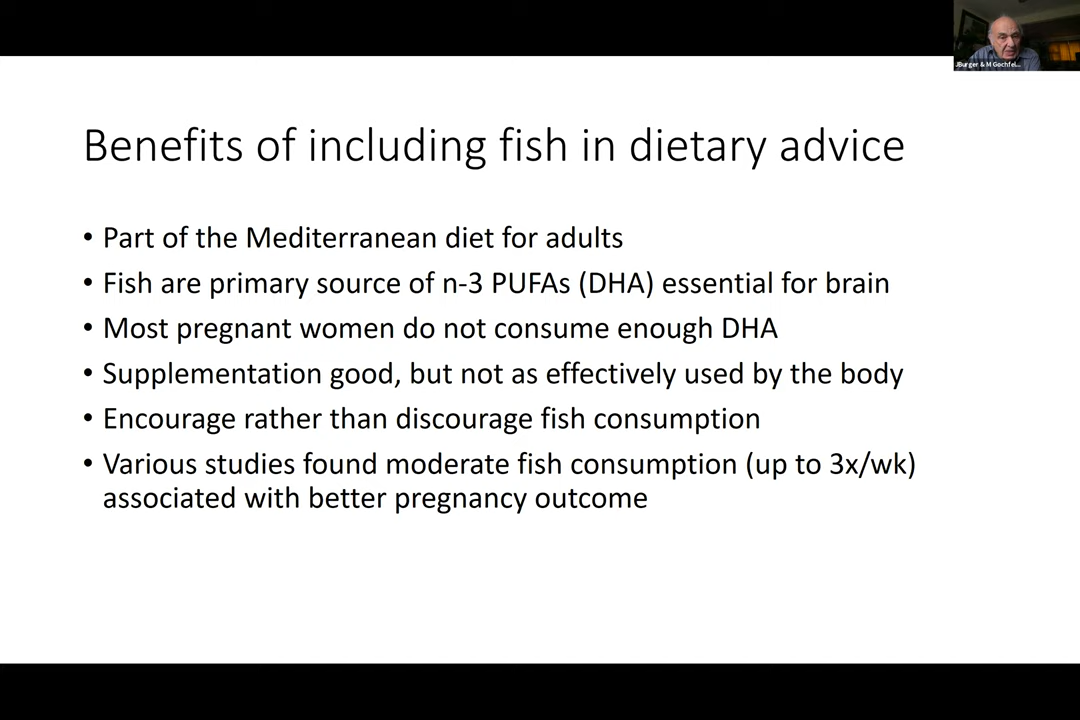 JBurger & M Gochfel...
Benefits of including fish in dietary advice
• Part of the Mediterranean diet for adults
• Fish are primary source of n-3 PUFAs (DHA) essential for brain
• Most pregnant women do not consume enough DHA
• Supplementation good, but not as effectively used by the body
• Encourage rather than discourage fish consumption
• Various studies found moderate fish consumption (up to 3x/wk)
associated with better pregnancy outcome